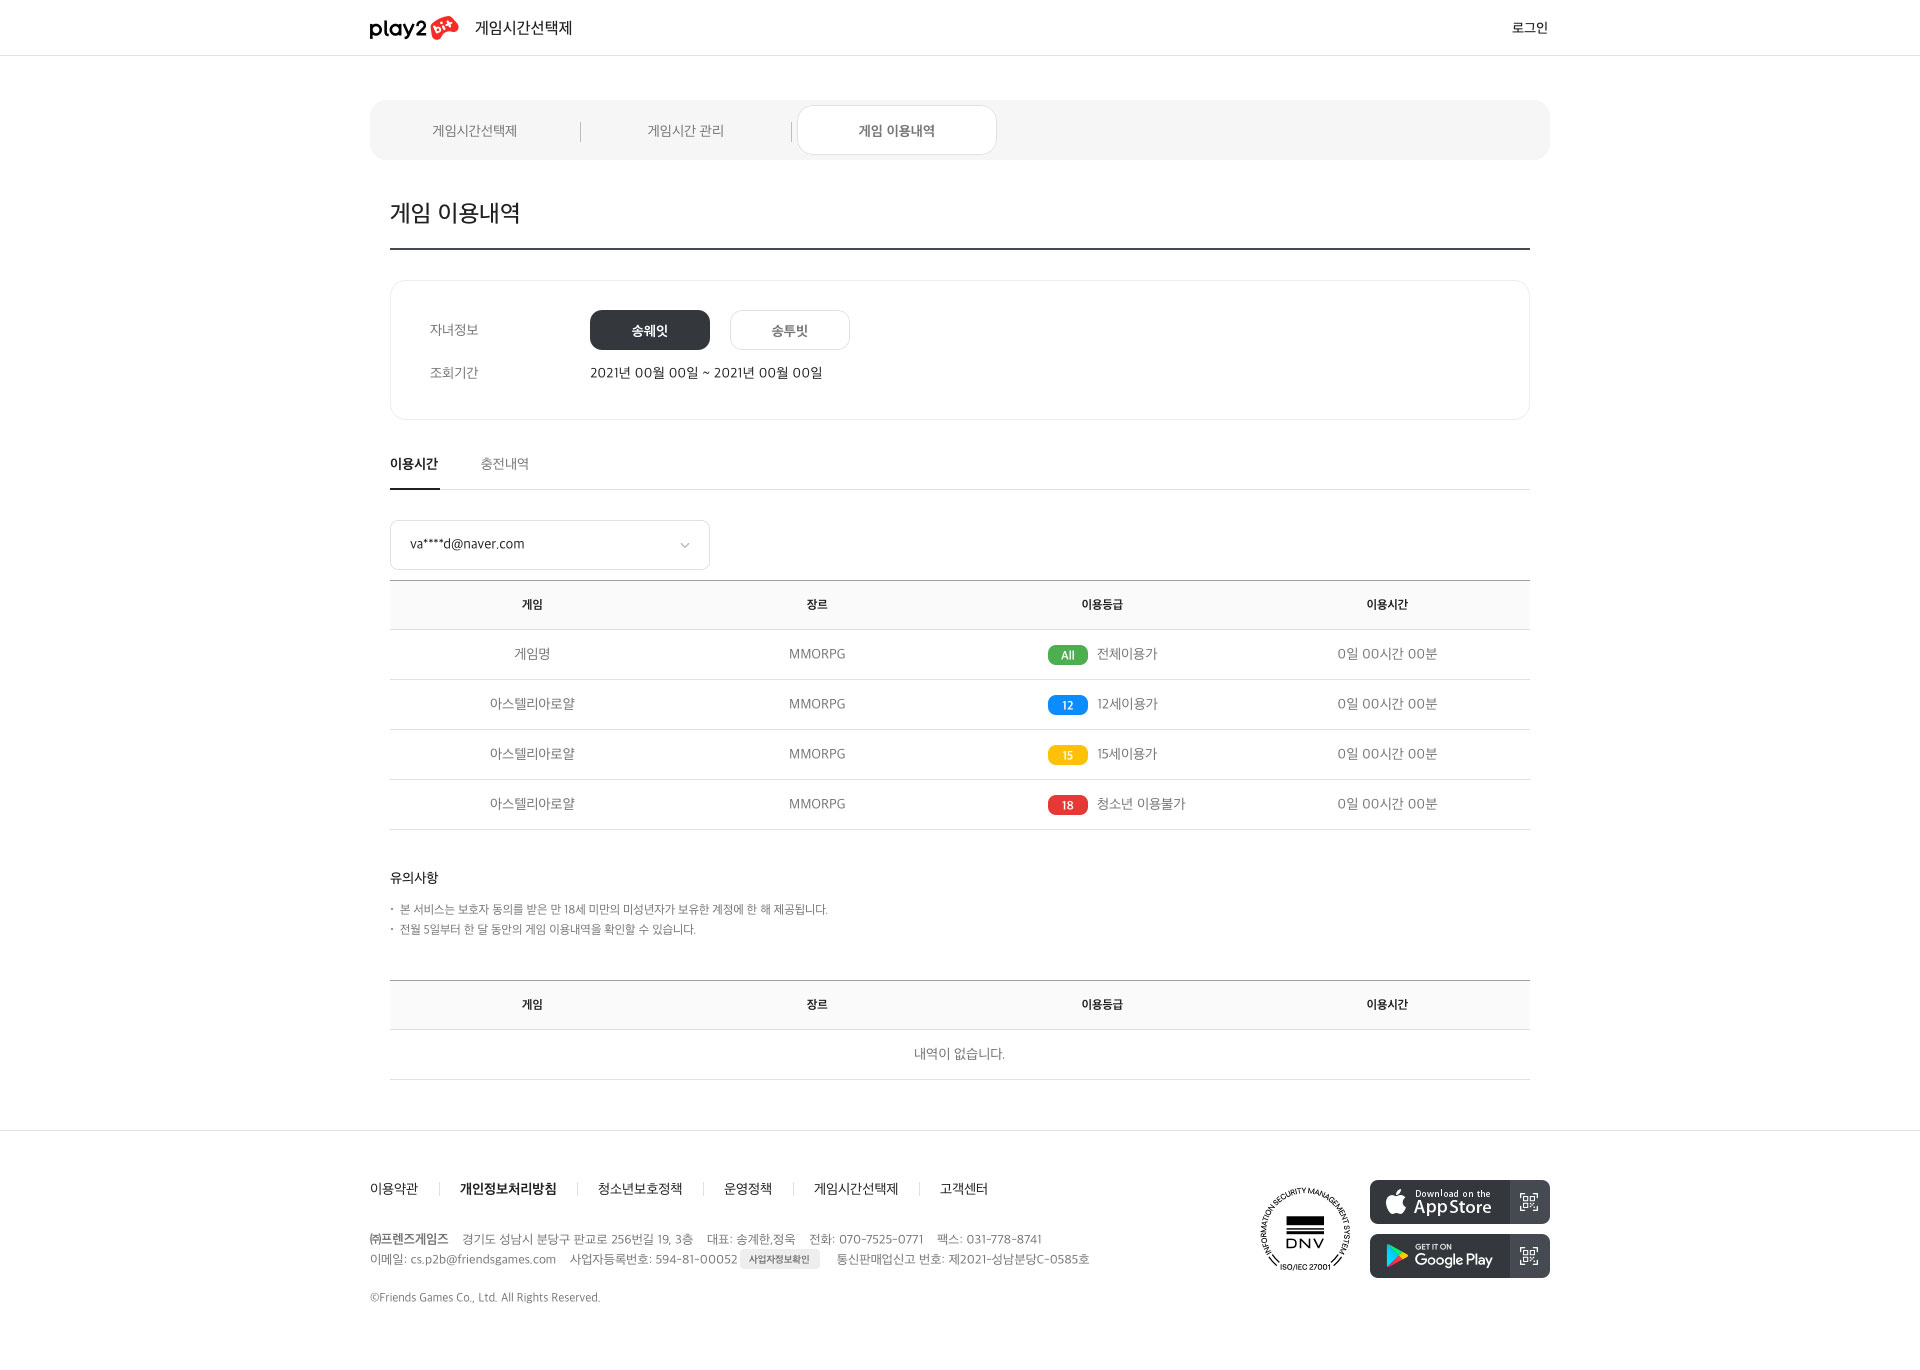 play2bit 게임시간선택제 로그인
게임시간선택제 게임시간 관리 게임 이용내역
게임 이용내역
자녀정보 송웨잇 송투빗
조회기간 2021년 00월 00일 ~ 2021년 00월 00일
이용시간 충전내역
va****d@naver.com
게임 장르 이용등급 이용시간
게임명 MMORPG All 전체이용가 0일 00시간 00분
아스텔리아로얄 MMORPG 12 12세이용가 0일 00시간 00분
아스텔리아로얄 MMORPG 15 15세이용가 0일 00시간 00분
아스텔리아로얄 MMORPG 18 청소년 이용불가 0일 00시간 00분
유의사항
· 본 서비스는 보호자 동의를 받은 만 18세 미만의 미성년자가 보유한 계정에 한 해 제공됩니다.
· 전월 5일부터 한 달 동안의 게임 이용내역을 확인할 수 있습니다.
게임 장르 이용등급 이용시간
내역이 없습니다.
이용약관 개인정보처리방침 청소년보호정책 운영정책 게임시간선택제 고객센터
㈜프렌즈게임즈 경기도 성남시 분당구 판교로 256번길 19, 3층 대표: 송계한,정욱 전화: 070-7525-0771 팩스: 031-778-8741
이메일: cs.p2b@friendsgames.com 사업자등록번호: 594-81-00052 사업자정보확인 통신판매업신고 번호: 제2021-성남분당C-0585호
©Friends Games Co., Ltd. All Rights Reserved.
INFORMATION SECURITY MANAGEMENT SYSTEM
DNV
ISO/IEC 27001
Download on the
App Store
GET IT ON
Google Play